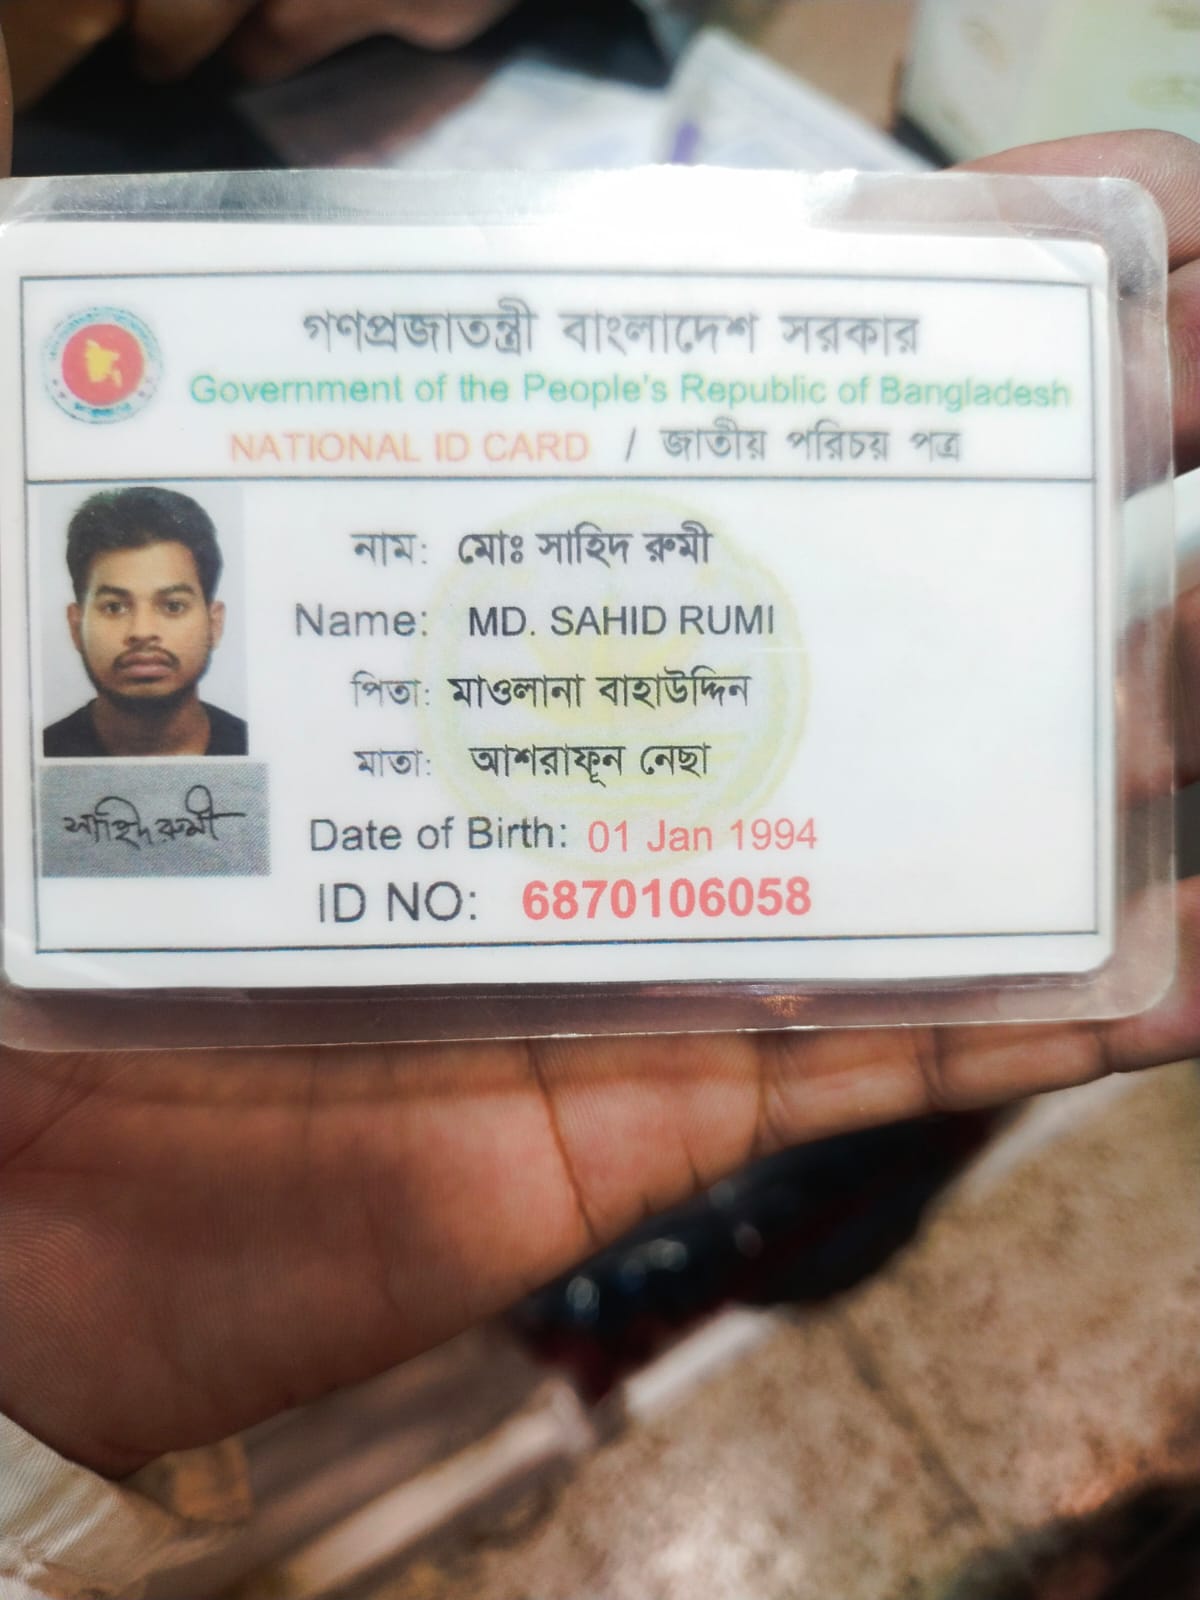 গণপ্রজাতন্ত্রী বাংলাদেশ সরকার
Government of the People's Republic of Bangladesh
NATIONAL ID CARD / জাতীয় পরিচয় পত্র
নাম: মোঃ সাহিদ রুমী
Name: MD. SAHID RUMI
পিতা: মাওলানা বাহাউদ্দিন
মাতা: আশরাফূন নেছা
সাহিদ রুমী
Date of Birth: 01 Jan 1994
ID NO: 6870106058